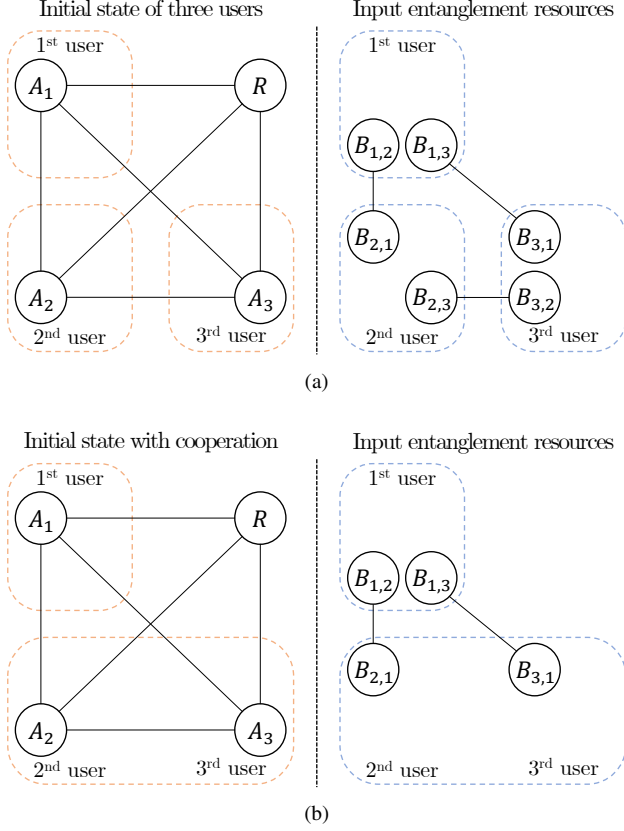 Initial state of three users
Input entanglement resources
1st user
1st user
A1
R
B1,2
B1,3
B2,1
B3,1
A2
A3
B2,3
B3,2
2nd user
3rd user
2nd user
3rd user
(a)
Initial state with cooperation
Input entanglement resources
1st user
1st user
A1
R
B1,2
B1,3
B2,1
B3,1
A2
A3
2nd user
3rd user
2nd user
3rd user
(b)